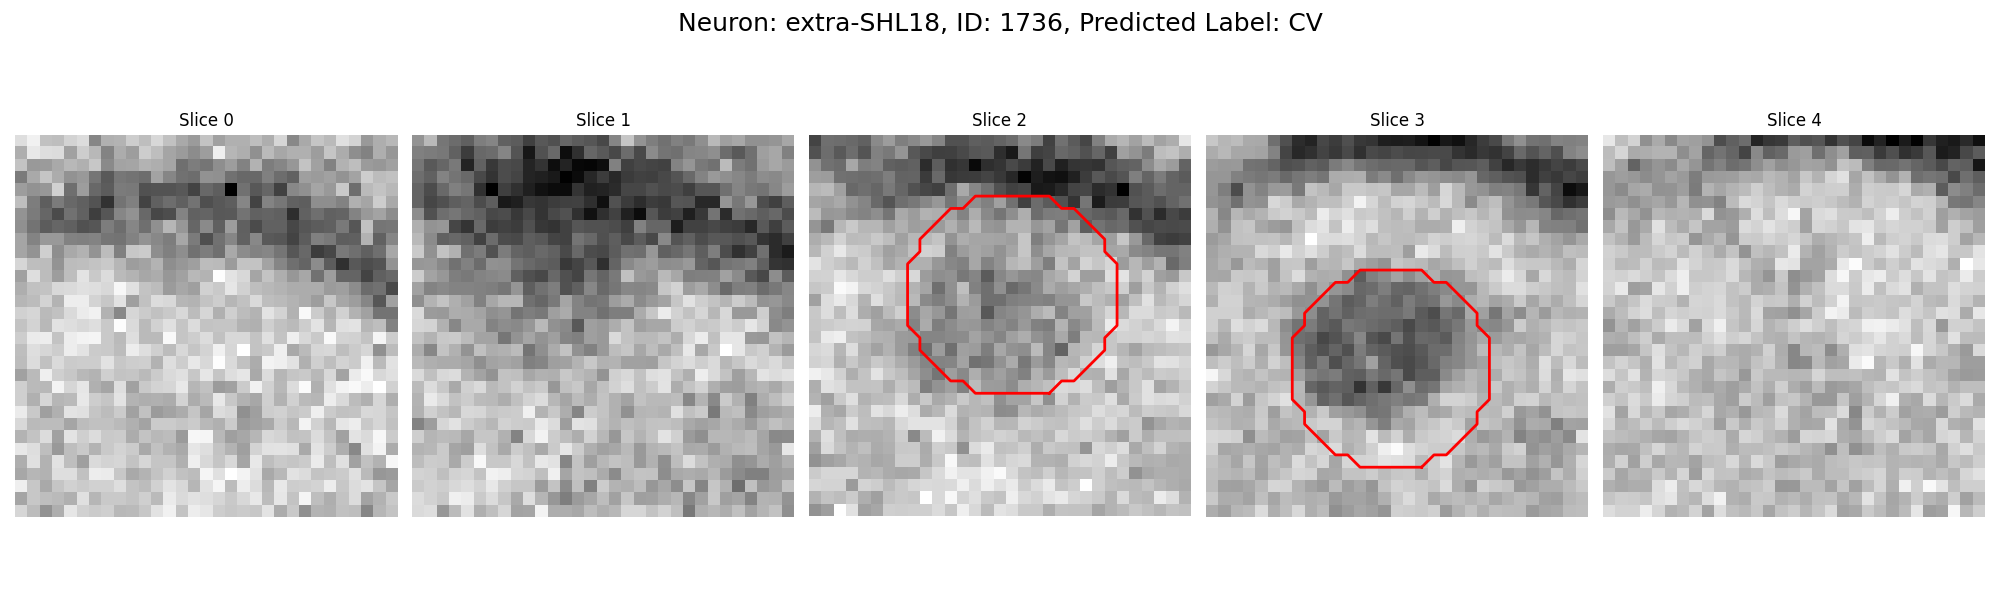 Neuron: extra-SHL18, ID: 1736, Predicted Label: CV
Slice 0
Slice 1
Slice 2
Slice 3
Slice 4